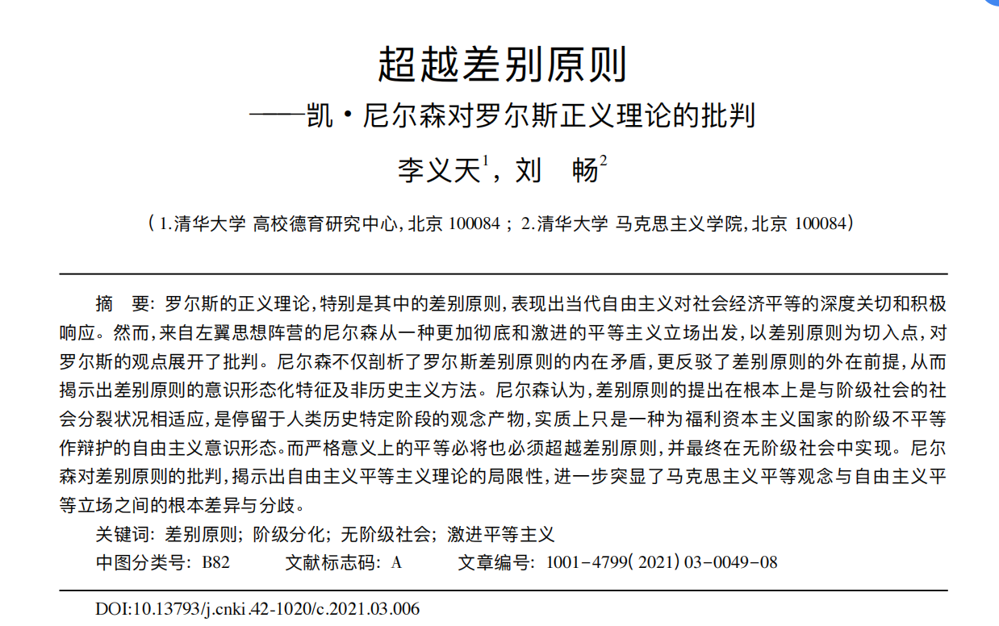 超越差别原则
——凯·尼尔森对罗尔斯正义理论的批判
李义天1，刘　畅2
（1.清华大学 高校德育研究中心，北京 100084；2.清华大学 马克思主义学院，北京 100084）
摘　要：罗尔斯的正义理论，特别是其中的差别原则，表现出当代自由主义对社会经济平等的深度关切和积极
响应。然而，来自左翼思想阵营的尼尔森从一种更加彻底和激进的平等主义立场出发，以差别原则为切入点，对
罗尔斯的观点展开了批判。尼尔森不仅剖析了罗尔斯差别原则的内在矛盾，更反驳了差别原则的外在前提，从而
揭示出差别原则的意识形态化特征及非历史主义方法。尼尔森认为，差别原则的提出在根本上是与阶级社会的社
会分裂状况相适应，是停留于人类历史特定阶段的观念产物，实质上只是一种为福利资本主义国家的阶级不平等
作辩护的自由主义意识形态。而严格意义上的平等必将也必须超越差别原则，并最终在无阶级社会中实现。尼尔
森对差别原则的批判，揭示出自由主义平等主义理论的局限性，进一步突显了马克思主义平等观念与自由主义平
等立场之间的根本差异与分歧。
关键词：差别原则；阶级分化；无阶级社会；激进平等主义
中图分类号：B82　　文献标志码：A　　文章编号：1001-4799（2021）03-0049-08
DOI:10.13793/j.cnki.42-1020/c.2021.03.006